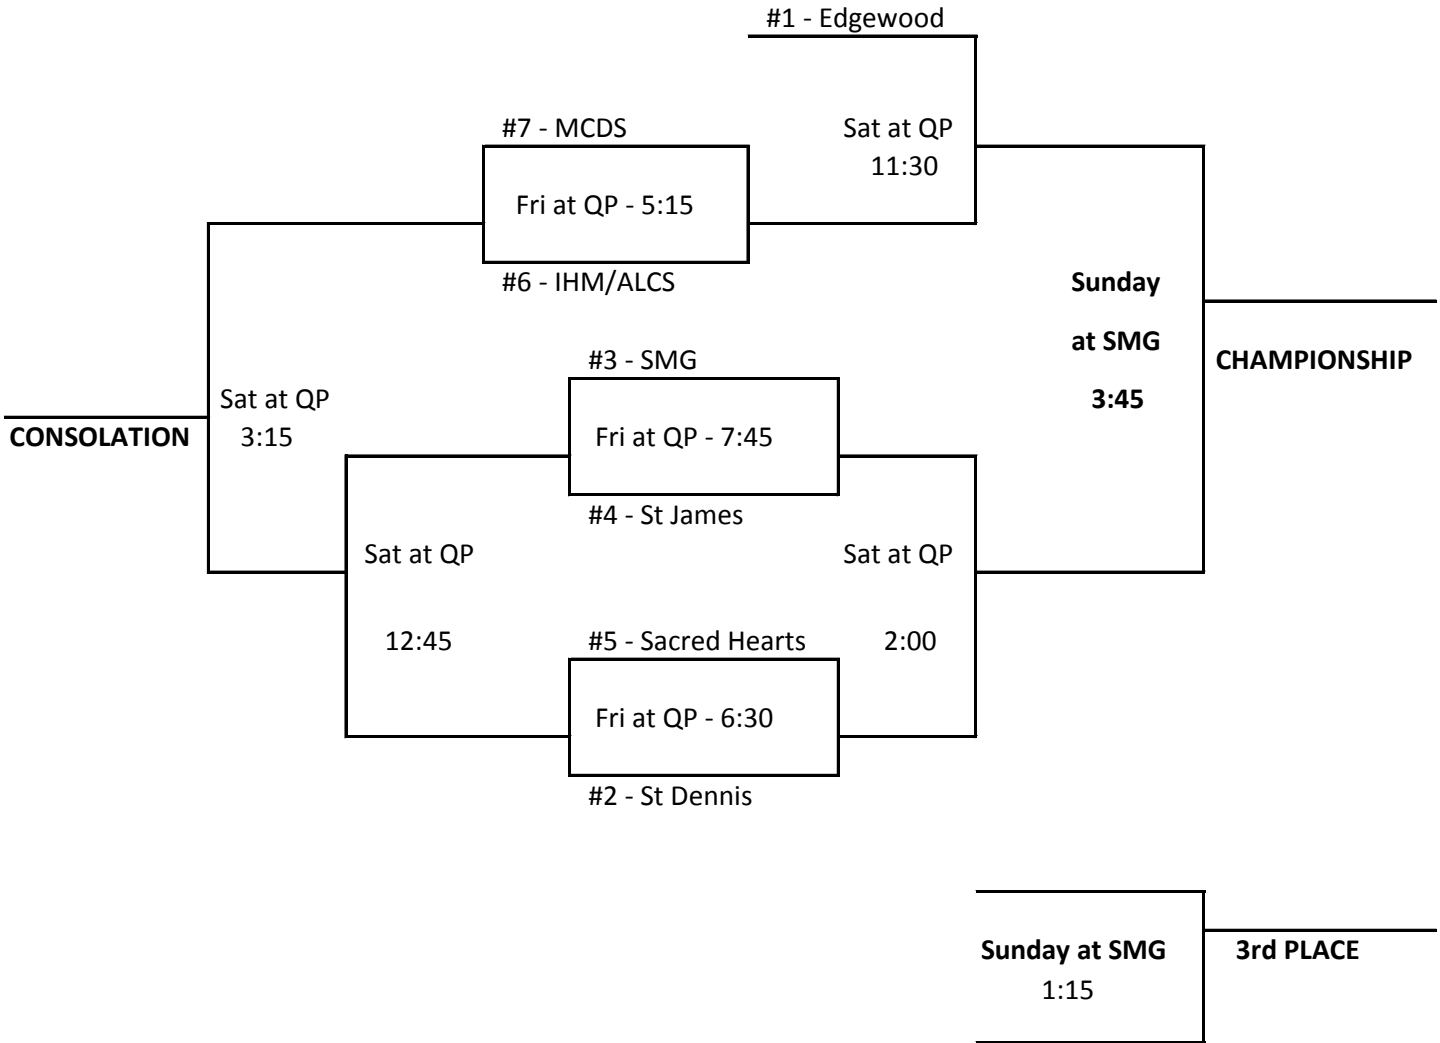 #1 - Edgewood
#7 - MCDS
Sat at QP
11:30
Fri at QP - 5:15
#6 - IHM/ALCS
Sunday
at SMG
3:45
CHAMPIONSHIP
#3 - SMG
Sat at QP
3:15
CONSOLATION
Fri at QP - 7:45
#4 - St James
Sat at QP
12:45
Sat at QP
2:00
#5 - Sacred Hearts
Fri at QP - 6:30
#2 - St Dennis
Sunday at SMG
1:15
3rd PLACE